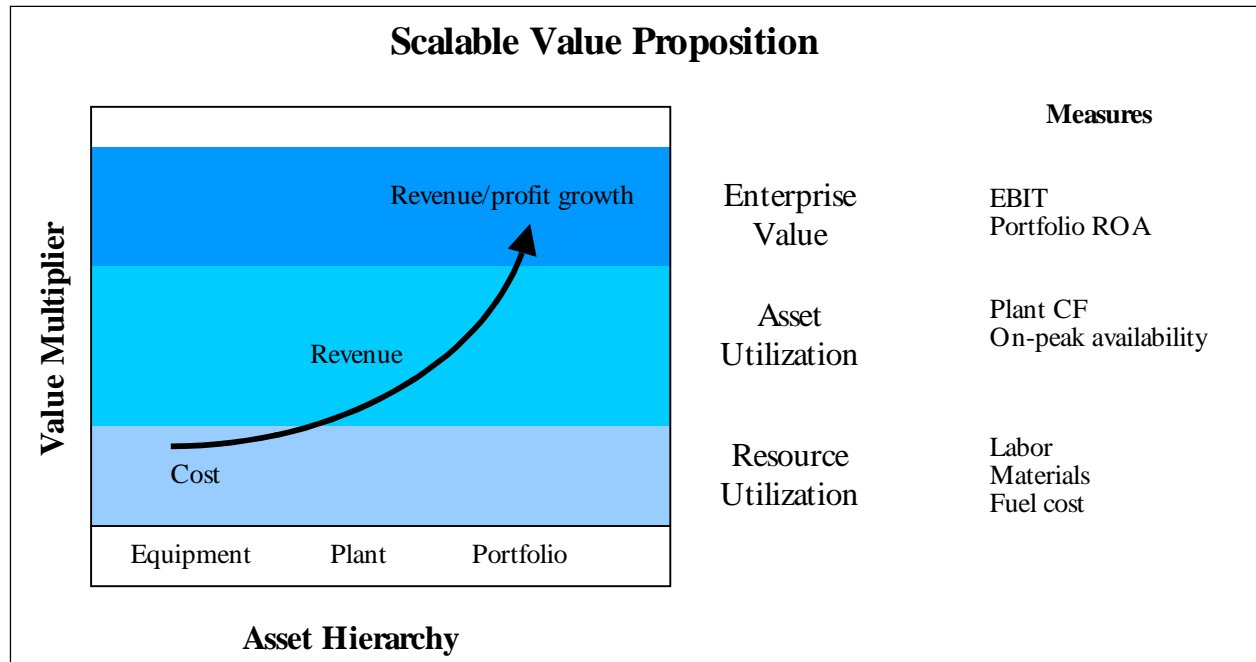 Scalable Value Proposition
Measures
Value Multiplier
Revenue/profit growth
Revenue
Cost
Equipment
Plant
Portfolio
Asset Hierarchy
Enterprise
Value
EBIT
Portfolio ROA
Asset
Utilization
Plant CF
On-peak availability
Resource
Utilization
Labor
Materials
Fuel cost